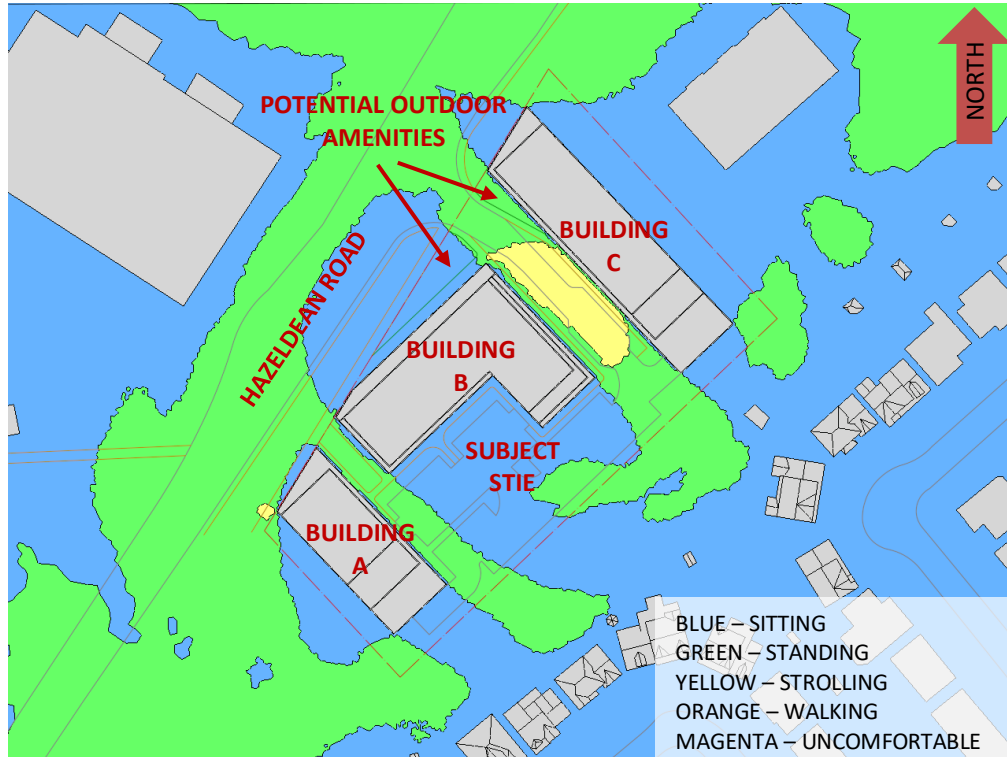 NORTH
POTENTIAL OUTDOOR
AMENITIES
BUILDING
C
HAZELDEAN ROAD
BUILDING
B
SUBJECT
STIE
BUILDING
A
BLUE – SITTING
GREEN – STANDING
YELLOW – STROLLING
ORANGE – WALKING
MAGENTA – UNCOMFORTABLE